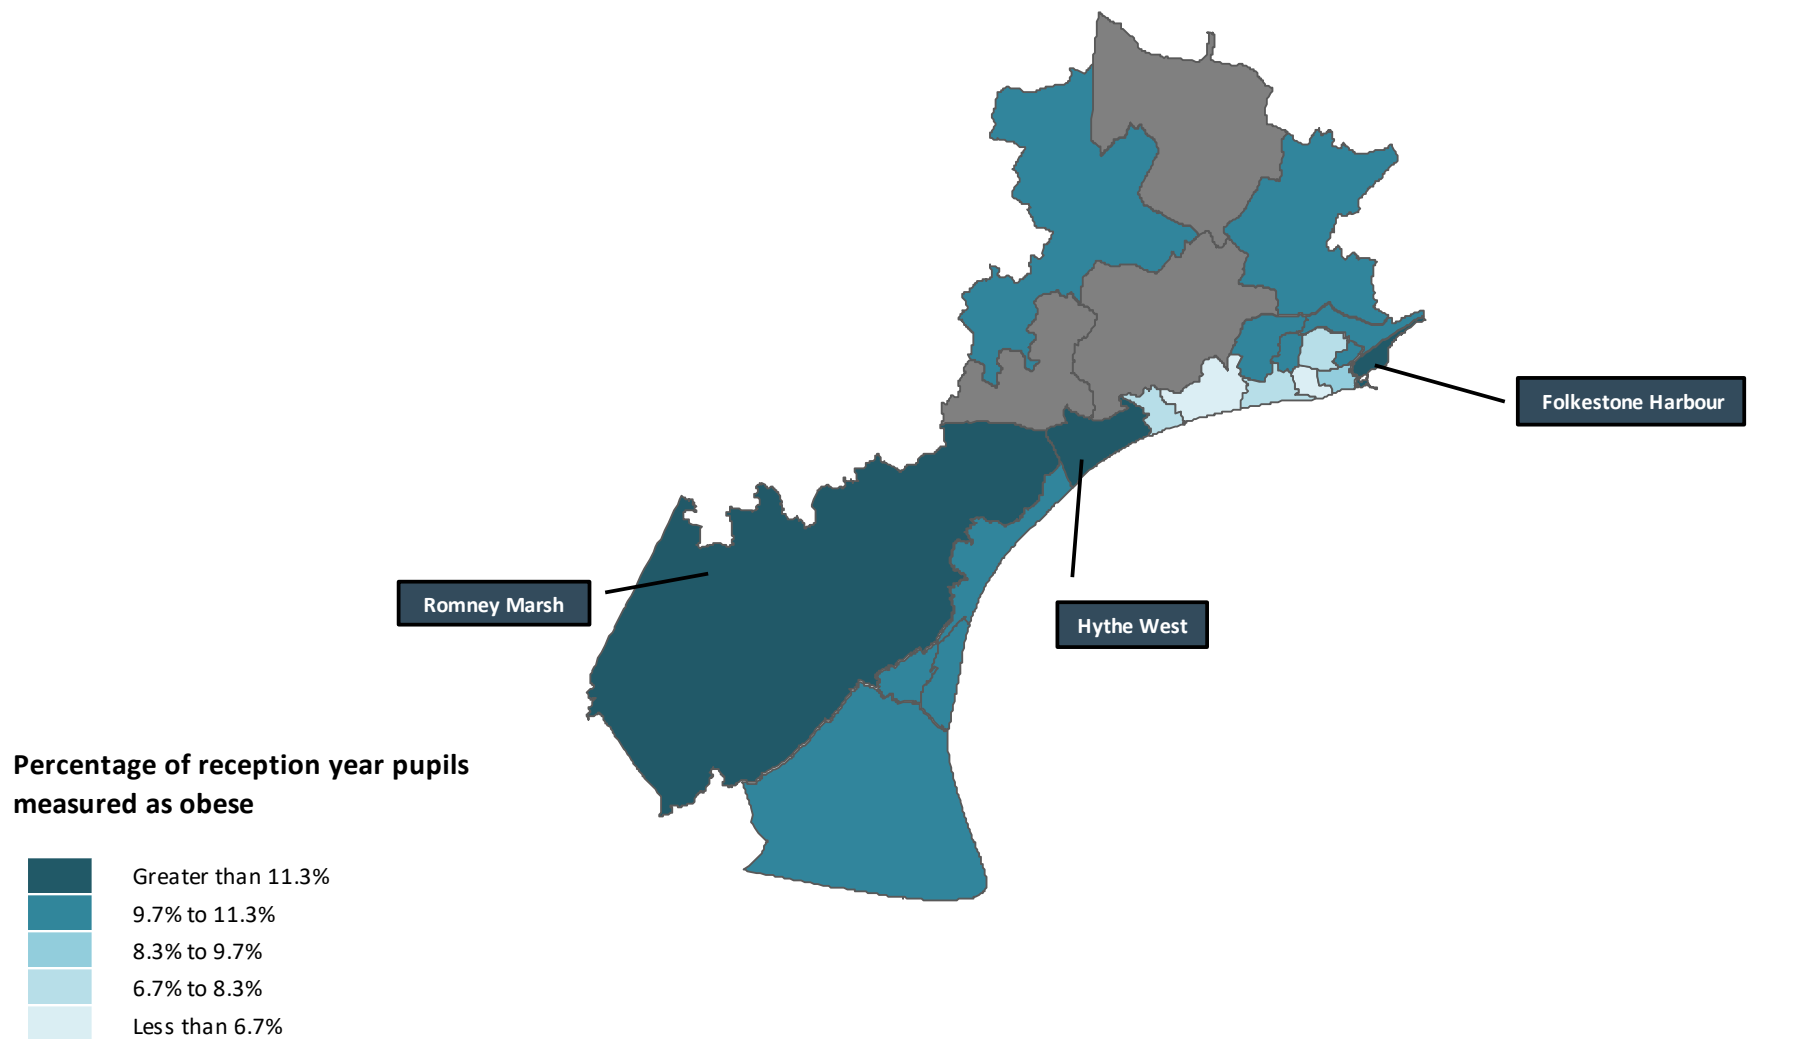 Folkestone Harbour
Romney Marsh
Hythe West
Percentage of reception year pupils
measured as obese
Greater than 11.3%
9.7% to 11.3%
8.3% to 9.7%
6.7% to 8.3%
Less than 6.7%